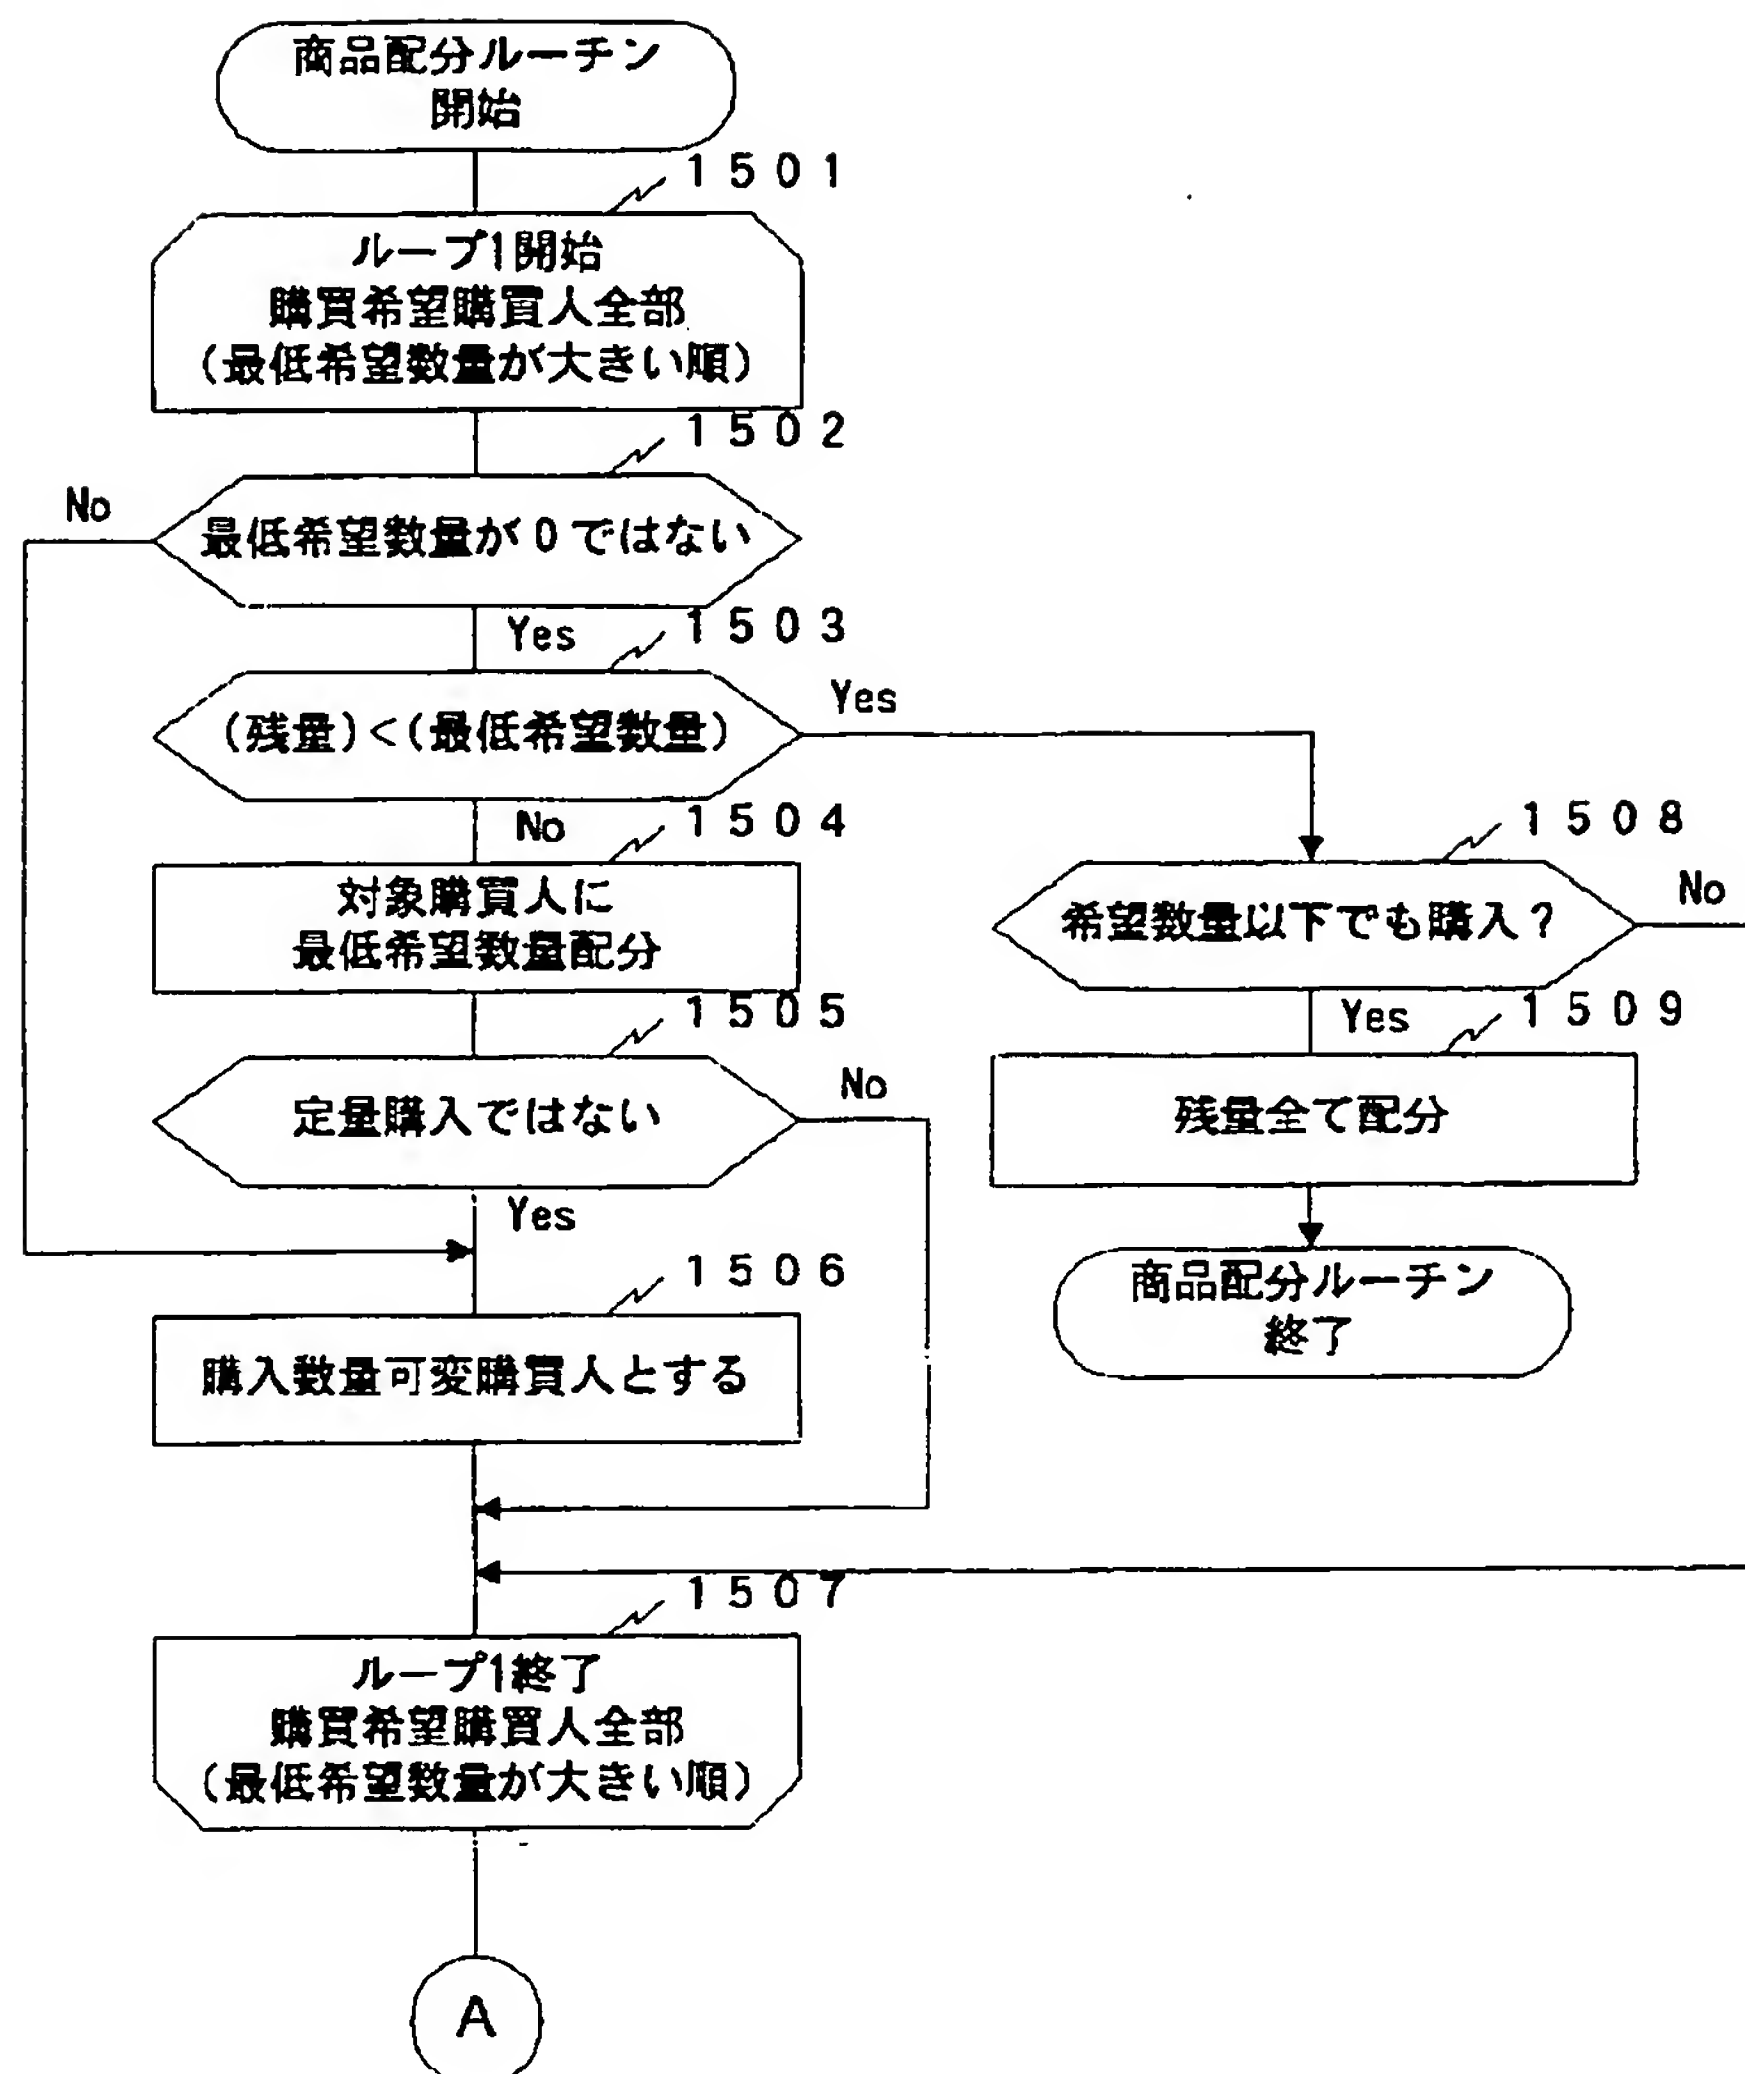 商品配分ルーチン
開始
1501
ループ1開始
購買希望購買人全部
(最低希望数量が大きい順)
1502
No
最低希望数量が0ではない
Yes
1503
(残量)<(最低希望数量)
Yes
No
1504
対象購買人に
最低希望数量配分
1505
定量購入ではない
No
Yes
1506
購入数量可変購買人とする
1508
希望数量以下でも購入?
No
Yes
1509
残量全て配分
商品配分ルーチン
終了
1507
ループ1終了
購買希望購買人全部
(最低希望数量が大きい順)
A